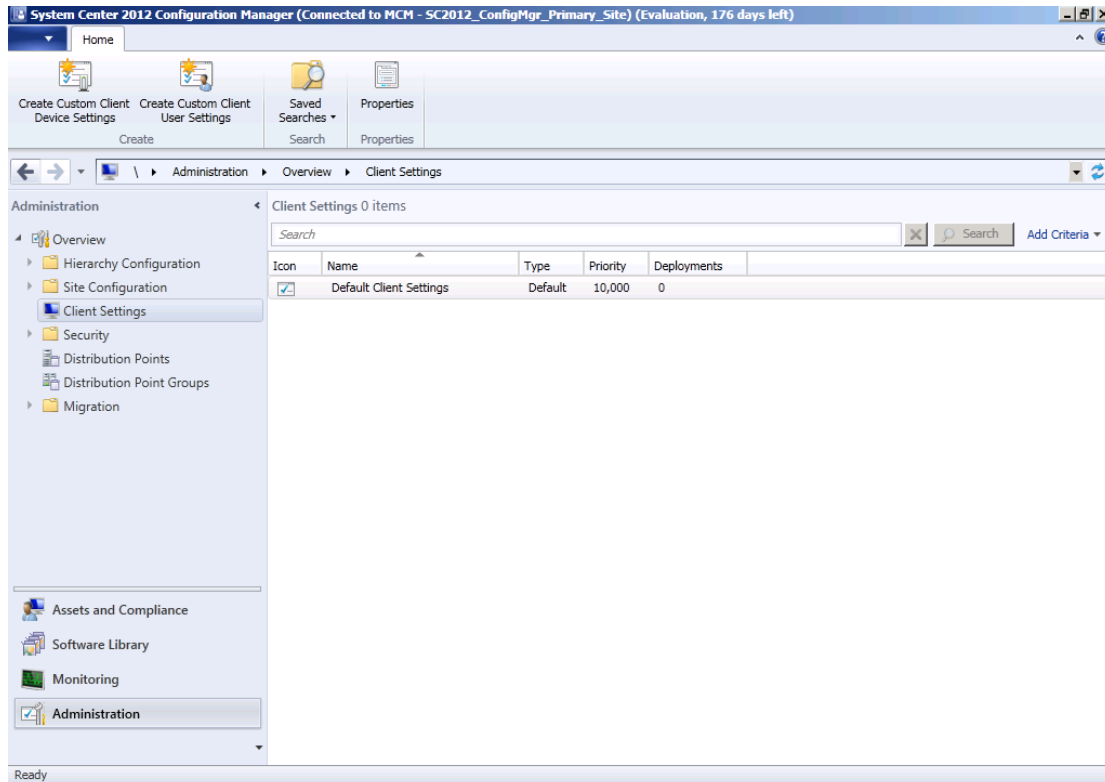 System Center 2012 Configuration Manager (Connected to MCM - SC2012_ConfigMgr_Primary_Site) (Evaluation, 176 days left)
Home
Create Custom Client Device Settings
Create Custom Client User Settings
Saved Searches
Properties
Create
Search
Properties
\ Administration Overview Client Settings
Administration
Overview
Hierarchy Configuration
Site Configuration
Client Settings
Security
Distribution Points
Distribution Point Groups
Migration
Assets and Compliance
Software Library
Monitoring
Administration
Client Settings 0 items
Search
Search
Add Criteria
Icon Name Type Priority Deployments
Default Client Settings Default 10,000 0
Ready